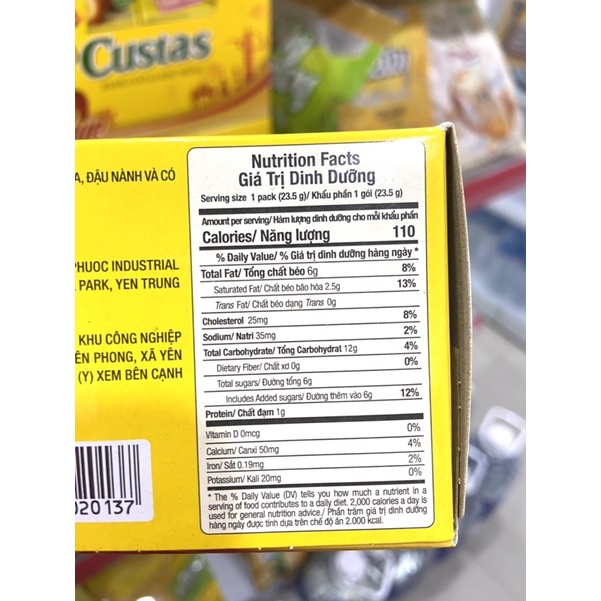 Custas
A, ĐẬU NÀNH VÀ CÓ
PHUOC INDUSTRIAL
PARK, YEN TRUNG
KHU CÔNG NGHIỆP
ÊN PHONG, XÃ YÊN
(Y) XEM BÊN CẠNH
020137
Nutrition Facts
Giá Trị Dinh Dưỡng
Serving size 1 pack (23.5 g)/ Khẩu phần 1 gói (23.5 g)
Amount per serving/ Hàm lượng dinh dưỡng cho mỗi khẩu phần
Calories/ Năng lượng 110
% Daily Value/ % Giá trị dinh dưỡng hàng ngày *
Total Fat/ Tổng chất béo 6g 8%
Saturated Fat/ Chất béo bão hòa 2.5g 13%
Trans Fat/ Chất béo dạng Trans 0g
Cholesterol 25mg 8%
Sodium/ Natri 35mg 2%
Total Carbohydrate/ Tổng Carbohydrat 12g 4%
Dietary Fiber/ Chất xơ 0g 0%
Total sugars/ Đường tổng 6g
Includes Added sugars/ Đường thêm vào 6g 12%
Protein/ Chất đạm 1g
Vitamin D 0mcg 0%
Calcium/ Canxi 50mg 4%
Iron/ Sắt 0.19mg 2%
Potassium/ Kali 20mg 0%
* The % Daily Value (DV) tells you how much a nutrient in a
serving of food contributes to a daily diet. 2,000 calories a day is
used for general nutrition advice./ Phần trăm giá trị dinh dưỡng
hàng ngày được tính dựa trên chế độ ăn 2.000 kcal.